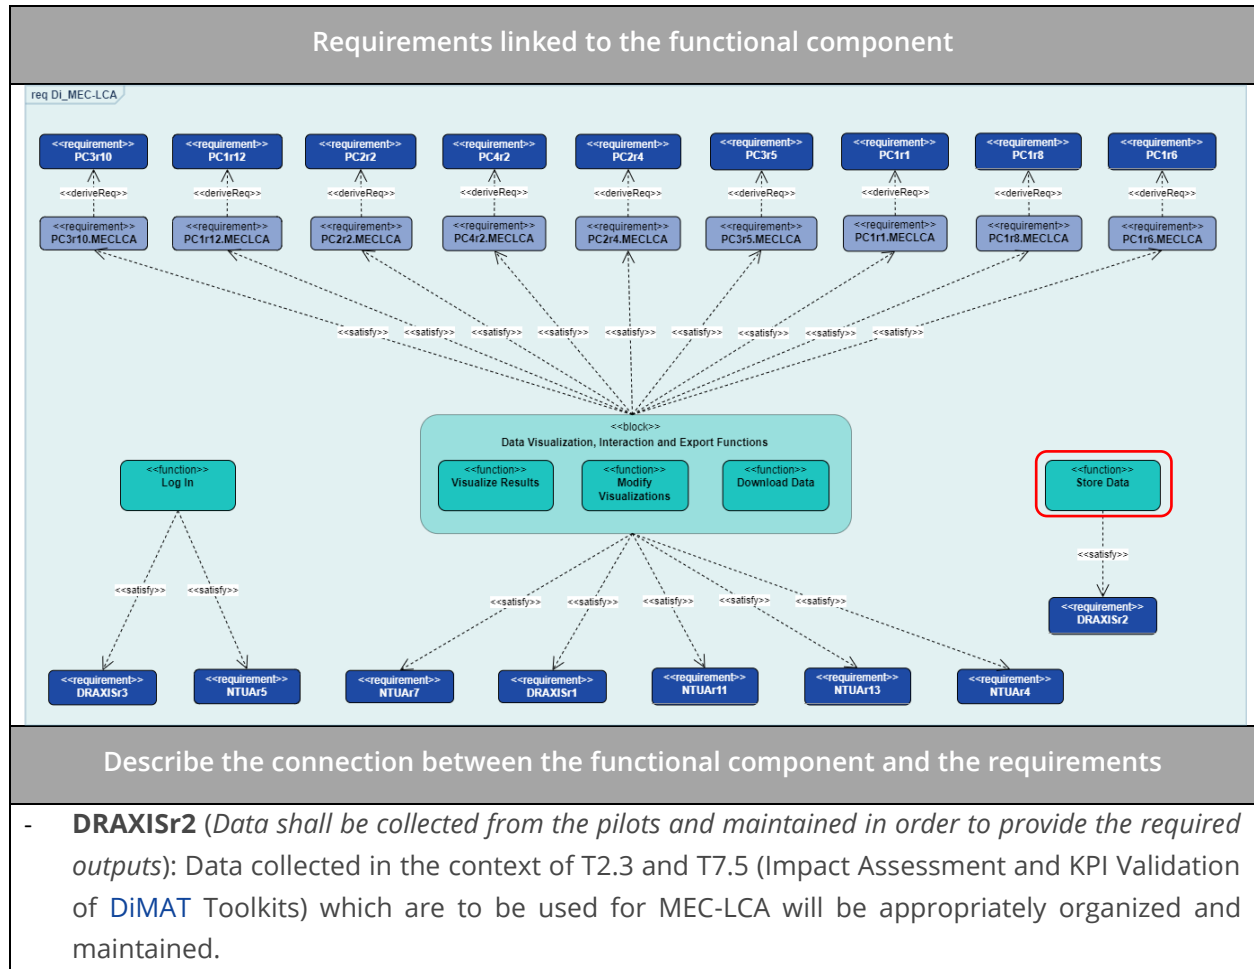 Requirements linked to the functional component
req Di_MEC-LCA
<<requirement>>
PC3r10
<<requirement>>
PC1r12
<<requirement>>
PC2r2
<<requirement>>
PC4r2
<<requirement>>
PC2r4
<<requirement>>
PC3r5
<<requirement>>
PC1r1
<<requirement>>
PC1r8
<<requirement>>
PC1r6
<<deriveReq>>
<<deriveReq>>
<<deriveReq>>
<<deriveReq>>
<<deriveReq>>
<<deriveReq>>
<<deriveReq>>
<<deriveReq>>
<<deriveReq>>
<<requirement>>
PC3r10.MECLCA
<<requirement>>
PC1r12.MECLCA
<<requirement>>
PC2r2.MECLCA
<<requirement>>
PC4r2.MECLCA
<<requirement>>
PC2r4.MECLCA
<<requirement>>
PC3r5.MECLCA
<<requirement>>
PC1r1.MECLCA
<<requirement>>
PC1r8.MECLCA
<<requirement>>
PC1r6.MECLCA
<<satisfy>>
<<satisfy>>
<<satisfy>>
<<satisfy>>
<<satisfy>>
<<satisfy>>
<<satisfy>>
<<satisfy>>
<<satisfy>>
<<block>>
Data Visualization, Interaction and Export Functions
<<function>>
Log In
<<function>>
Visualize Results
<<function>>
Modify
Visualizations
<<function>>
Download Data
<<function>>
Store Data
<<satisfy>>
<<satisfy>>
<<satisfy>>
<<satisfy>>
<<satisfy>>
<<satisfy>>
<<satisfy>>
<<satisfy>>
<<requirement>>
DRAXISr2
<<requirement>>
DRAXISr3
<<requirement>>
NTUAr5
<<requirement>>
NTUAr7
<<requirement>>
DRAXISr1
<<requirement>>
NTUAr11
<<requirement>>
NTUAr13
<<requirement>>
NTUAr4
Describe the connection between the functional component and the requirements
- DRAXISr2 (Data shall be collected from the pilots and maintained in order to provide the required
outputs): Data collected in the context of T2.3 and T7.5 (Impact Assessment and KPI Validation
of DiMAT Toolkits) which are to be used for MEC-LCA will be appropriately organized and
maintained.